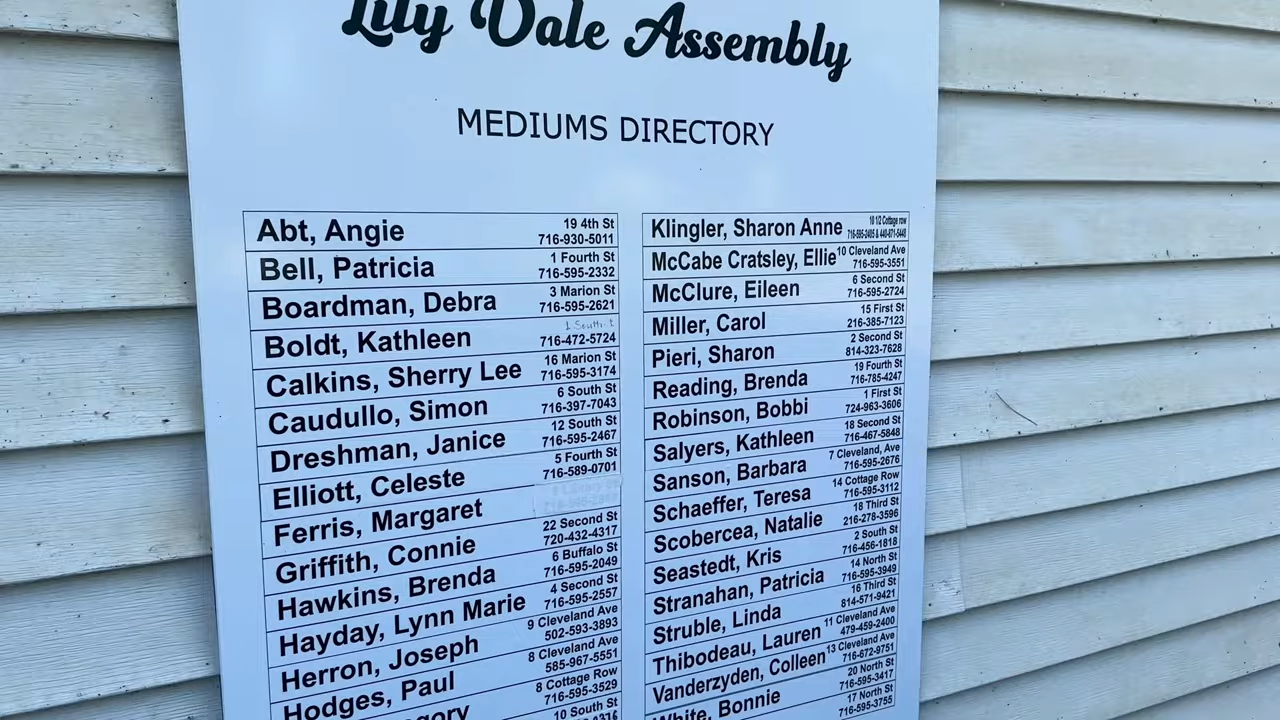 Lily Dale Assembly
MEDIUMS DIRECTORY
Abt, Angie 19 4th St
716-930-5011
Bell, Patricia 1 Fourth St
716-595-2332
Boardman, Debra 3 Marion St
716-595-2621
Boldt, Kathleen 1 South
716-472-5724
Calkins, Sherry Lee 16 Marion St
716-595-3174
Caudullo, Simon 6 South St
716-397-7043
Dreshman, Janice 12 South St
716-595-2467
Elliott, Celeste 5 Fourth St
716-589-0701
Ferris, Margaret
Griffith, Connie 22 Second St
720-432-4317
Hawkins, Brenda 6 Buffalo St
716-595-2049
Hayday, Lynn Marie 4 Second St
716-595-2557
Herron, Joseph 9 Cleveland Ave
502-593-3893
Hodges, Paul 8 Cleveland Ave
585-967-5551
8 Cottage Row
716-595-3529
10 South St
Klingler, Sharon Anne 10 1/2 Cottage row
716-595-2405 & 440-871-5448
McCabe Cratsley, Ellie 10 Cleveland Ave
716-595-3551
McClure, Eileen 6 Second St
716-595-2724
Miller, Carol 15 First St
216-385-7123
Pieri, Sharon 2 Second St
814-323-7628
Reading, Brenda 19 Fourth St
716-785-4247
Robinson, Bobbi 1 First St
724-963-3606
Salyers, Kathleen 18 Second St
716-467-5848
Sanson, Barbara 7 Cleveland, Ave
716-595-2676
Schaeffer, Teresa 14 Cottage Row
716-595-3112
Scobercea, Natalie 18 Third St
216-278-3596
Seastedt, Kris 2 South St
716-456-1818
Stranahan, Patricia 14 North St
716-595-3949
Struble, Linda 16 Third St
814-571-9421
Thibodeau, Lauren 11 Cleveland Ave
479-459-2400
Vanderzyden, Colleen 13 Cleveland Ave
716-672-9751
White, Bonnie 20 North St
716-595-3417
17 North St
716-595-3755